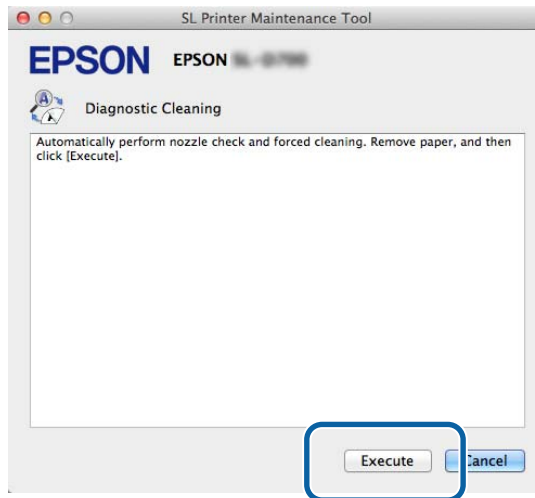 SL Printer Maintenance Tool
EPSON EPSON
Diagnostic Cleaning
Automatically perform nozzle check and forced cleaning. Remove paper, and then
click [Execute].
Execute Cancel